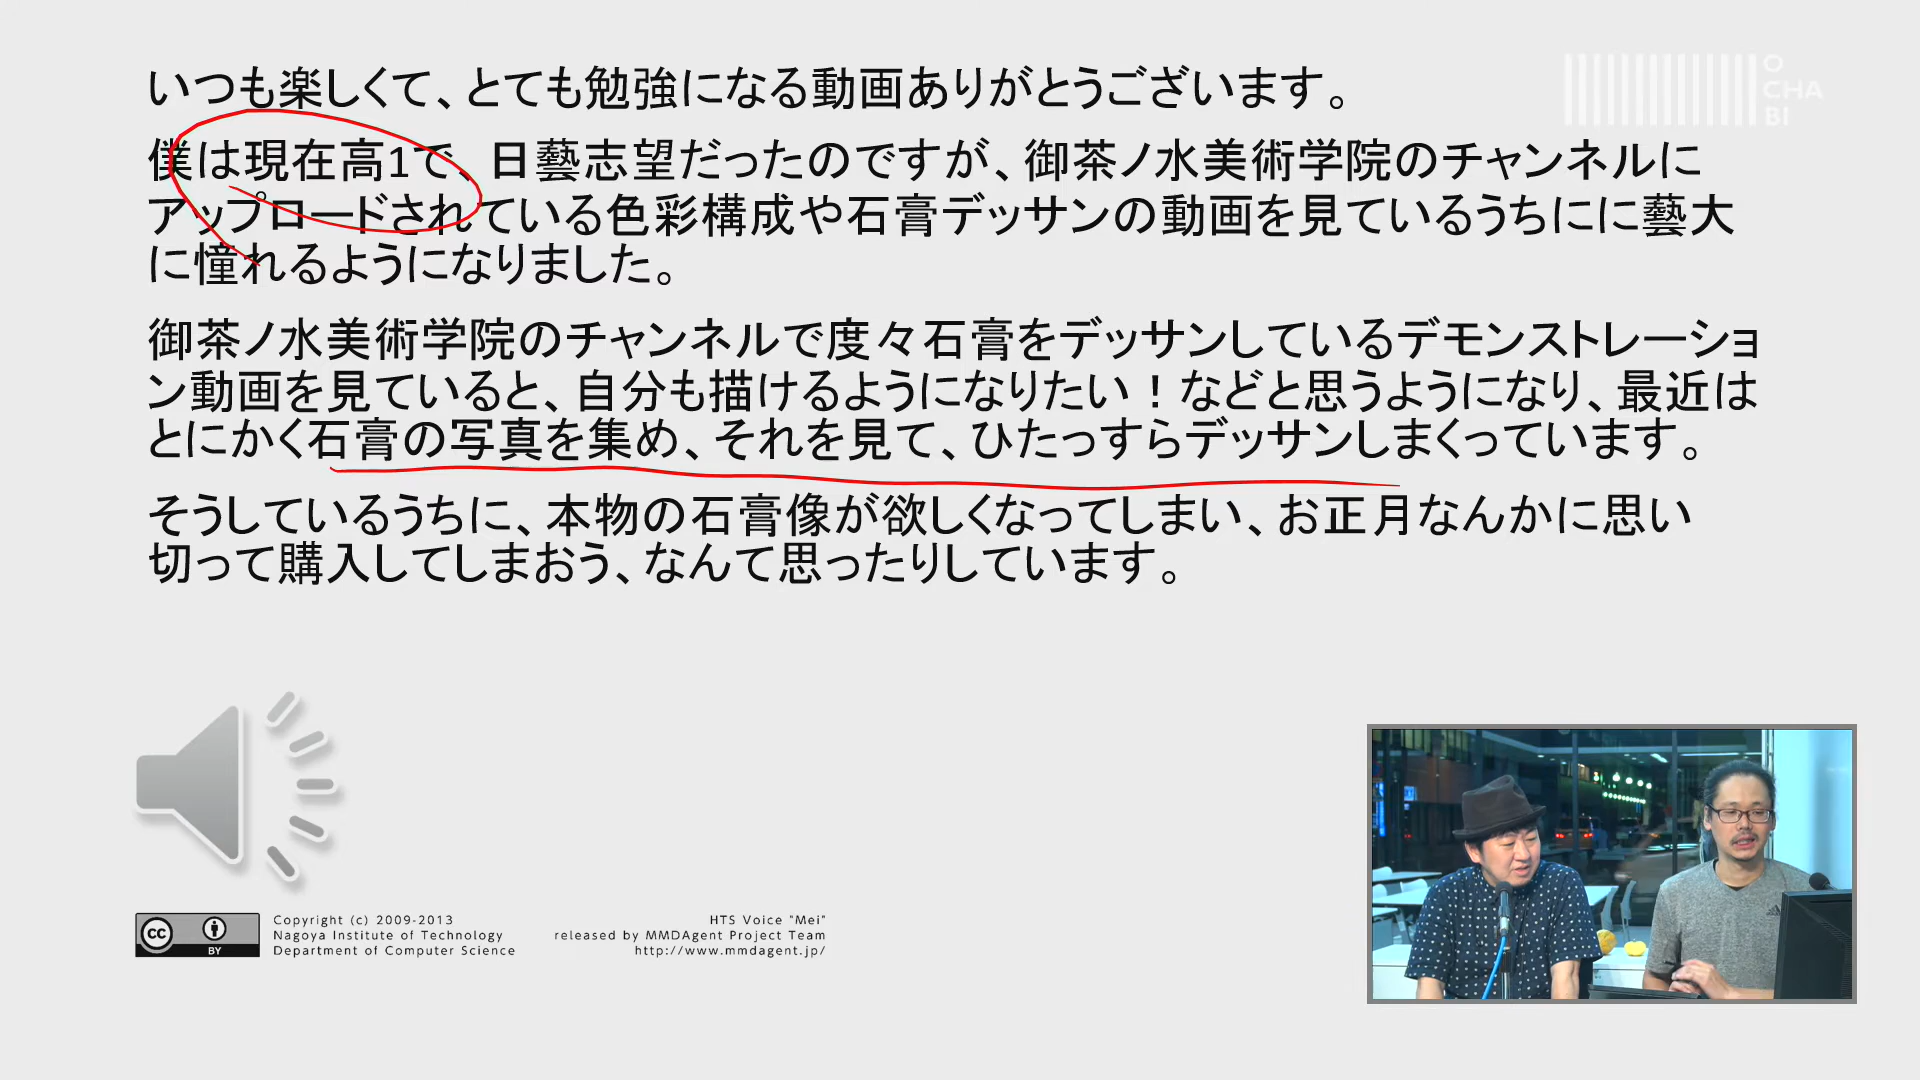 いつも楽しくて、とても勉強になる動画ありがとうございます。
僕は現在高1で、日藝志望だったのですが、御茶ノ水美術学院のチャンネルに
アップロードされている色彩構成や石膏デッサンの動画を見ているうちにに藝大
に憧れるようになりました。
御茶ノ水美術学院のチャンネルで度々石膏をデッサンしているデモンストレーショ
ン動画を見ていると、自分も描けるようになりたい！などと思うようになり、最近は
とにかく石膏の写真を集め、それを見て、ひたっすらデッサンしまくっています。
そうしているうちに、本物の石膏像が欲しくなってしまい、お正月なんかに思い
切って購入してしまおう、なんて思ったりしています。
O
CHA
BI
cc
BY
Copyright (c) 2009-2013
Nagoya Institute of Technology
Department of Computer Science
HTS Voice "Mei"
released by MMDAgent Project Team
http://www.mmdagent.jp/